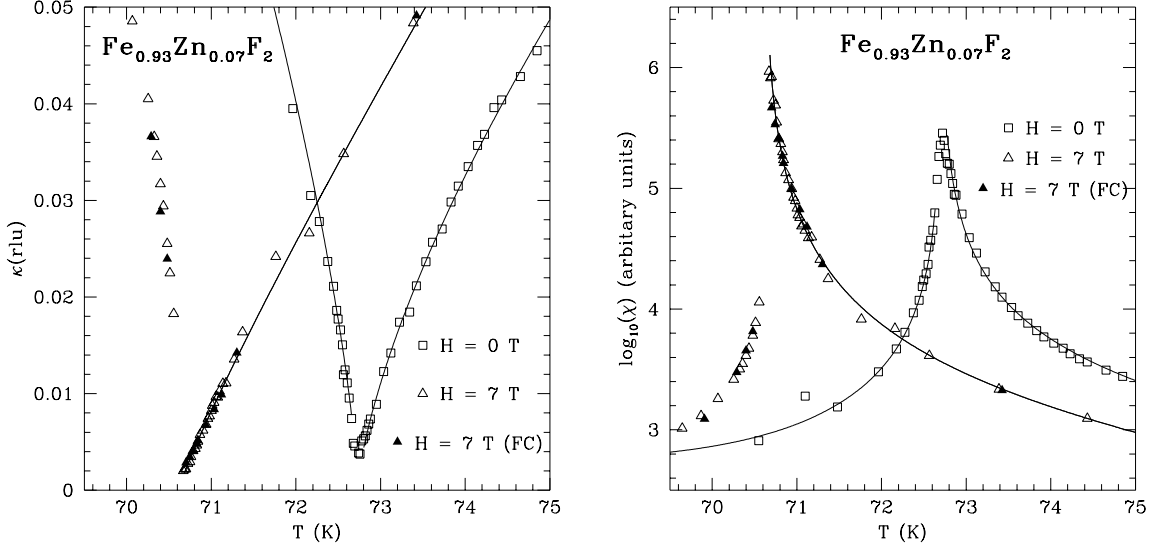 0.05
0.04
0.03
0.02
0.01
0
κ(rlu)
Fe0.93Zn0.07F2
H = 0 T
H = 7 T
H = 7 T (FC)
70 71 72 73 74 75
T (K)
6
5
4
3
log10(χ) (arbitary units)
Fe0.93Zn0.07F2
H = 0 T
H = 7 T
H = 7 T (FC)
70 71 72 73 74 75
T (K)